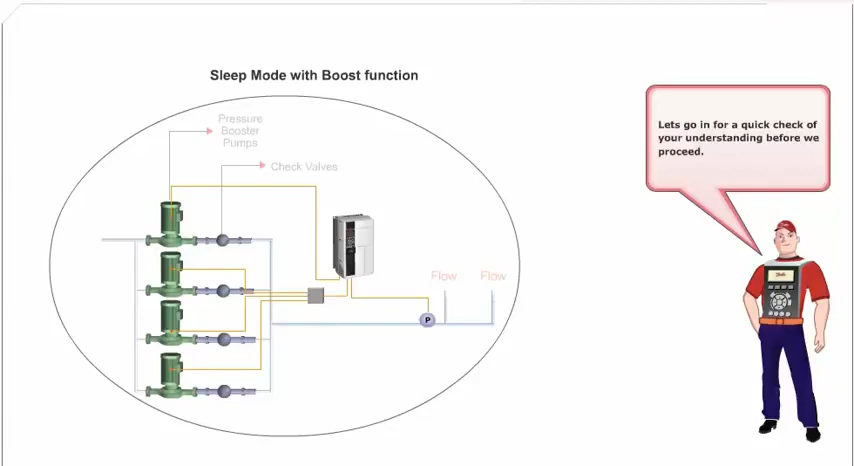 Sleep Mode with Boost function
Pressure
Booster
Pumps
Check Valves
Lets go in for a quick check of
your understanding before we
proceed.
Flow
Flow
P
Danfoss